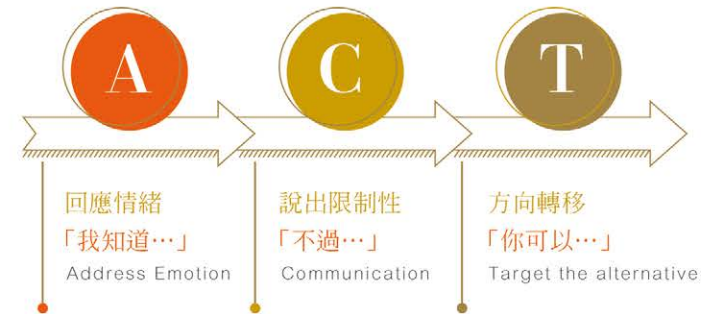 A
C
T
回應情緒
「我知道…」
Address Emotion
說出限制性
「不過…」
Communication
方向轉移
「你可以…」
Target the alternative